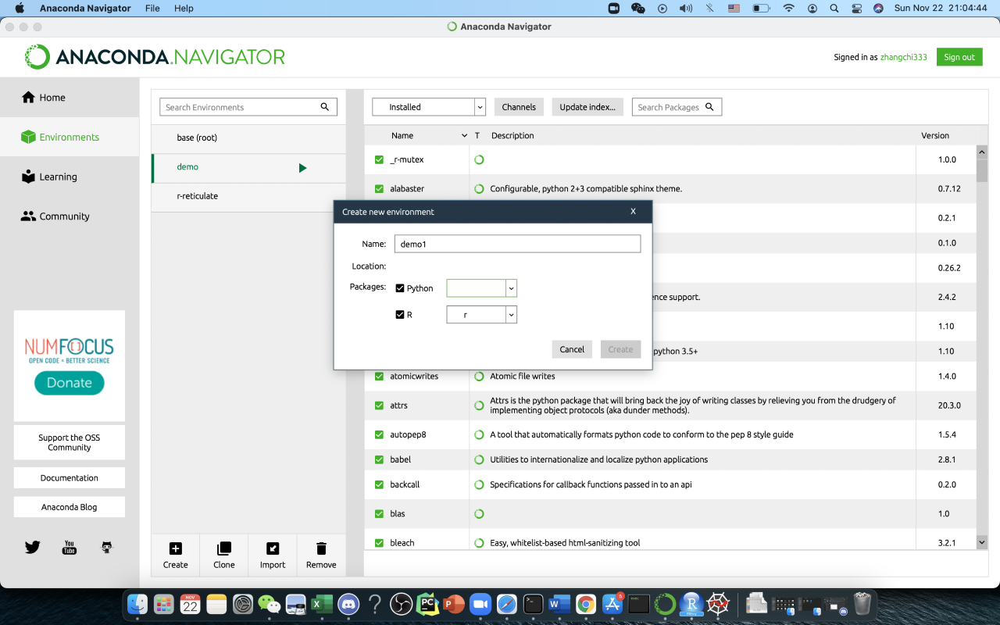 Anaconda Navigator File Help Sun Nov 22 21:04:44
Anaconda Navigator
ANACONDA.NAVIGATOR
Signed in as zhangchi333 Sign out
Home
Environments
Learning
Community
NUMFOCUS
OPEN CODE = BETTER SCIENCE
Donate
Support the OSS
Community
Documentation
Anaconda Blog
You
Tube
Search Environments
base (root)
demo
r-reticulate
Create Clone Import Remove
Installed Channels Update index... Search Packages
Name T Description Version
_r-mutex 1.0.0
alabaster Configurable, python 2+3 compatible sphinx theme. 0.7.12
0.2.1
0.1.0
0.26.2
ence support. 2.4.2
1.10
python 3.5+ 1.10
atomicwrites Atomic file writes 1.4.0
attrs Attrs is the python package that will bring back the joy of writing classes by relieving you from the drudgery of
implementing object protocols (aka dunder methods). 20.3.0
autopep8 A tool that automatically formats python code to conform to the pep 8 style guide 1.5.4
babel Utilities to internationalize and localize python applications 2.8.1
backcall Specifications for callback functions passed in to an api 0.2.0
blas 1.0
bleach Easy, whitelist-based html-sanitizing tool 3.2.1
Create new environment X
Name: demo1
Location:
Packages: Python
R r
Cancel Create
NOV
22
X
?
PC
P
W
exec
R